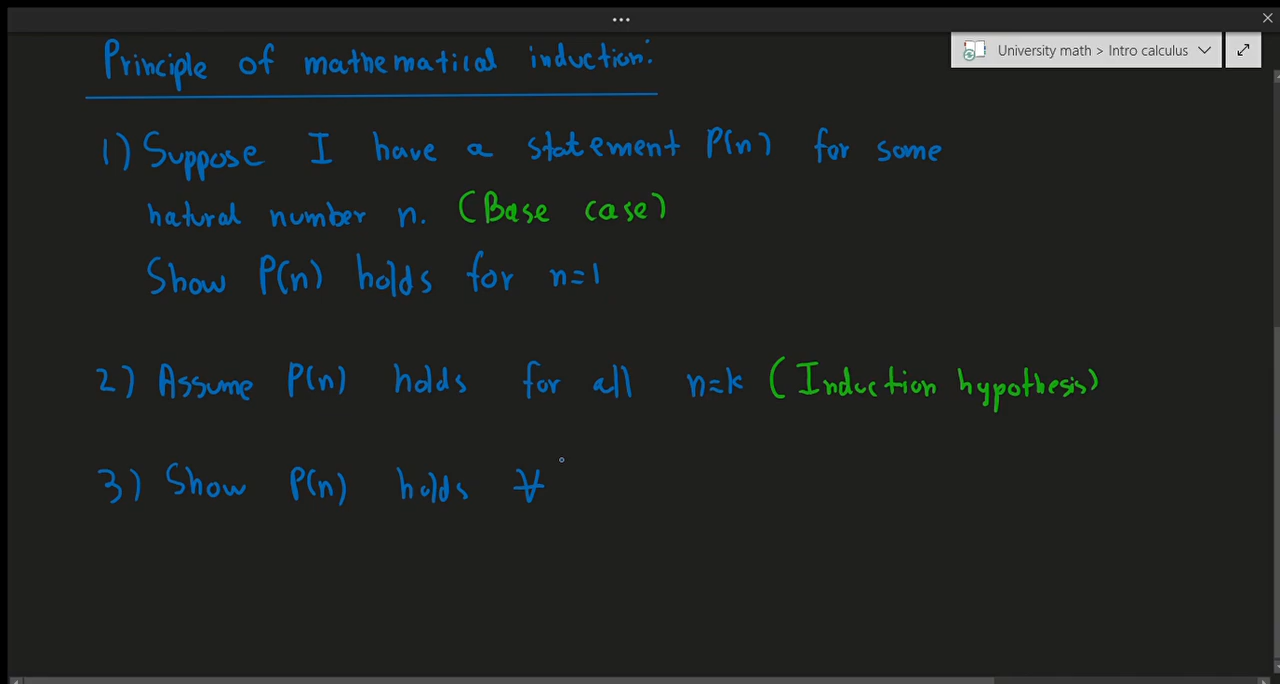 Principle of mathematical induction:
University math > Intro calculus
1) Suppose I have a statement P(n) for some
natural number n. (Base case)
Show P(n) holds for n=1
2) Assume P(n) holds for all n=k (Induction hypothesis)
3) Show P(n) holds ∀